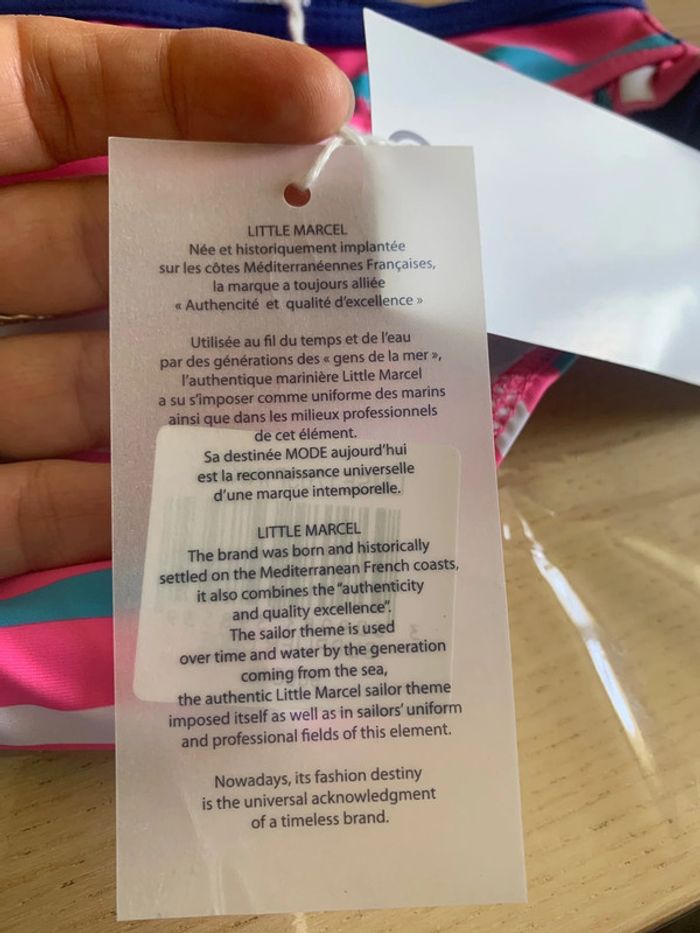 LITTLE MARCEL
Née et historiquement implantée
sur les côtes Méditerranéennes Françaises,
la marque a toujours alliée
« Authencité et qualité d'excellence »
Utilisée au fil du temps et de l'eau
par des générations des « gens de la mer »,
l'authentique marinière Little Marcel
a su s'imposer comme uniforme des marins
ainsi que dans les milieux professionnels
de cet élément.
Sa destinée MODE aujourd'hui
est la reconnaissance universelle
d'une marque intemporelle.
LITTLE MARCEL
The brand was born and historically
settled on the Mediterranean French coasts,
it also combines the "authenticity
and quality excellence".
The sailor theme is used
over time and water by the generation
coming from the sea,
the authentic Little Marcel sailor theme
imposed itself as well as in sailors' uniform
and professional fields of this element.
Nowadays, its fashion destiny
is the universal acknowledgment
of a timeless brand.